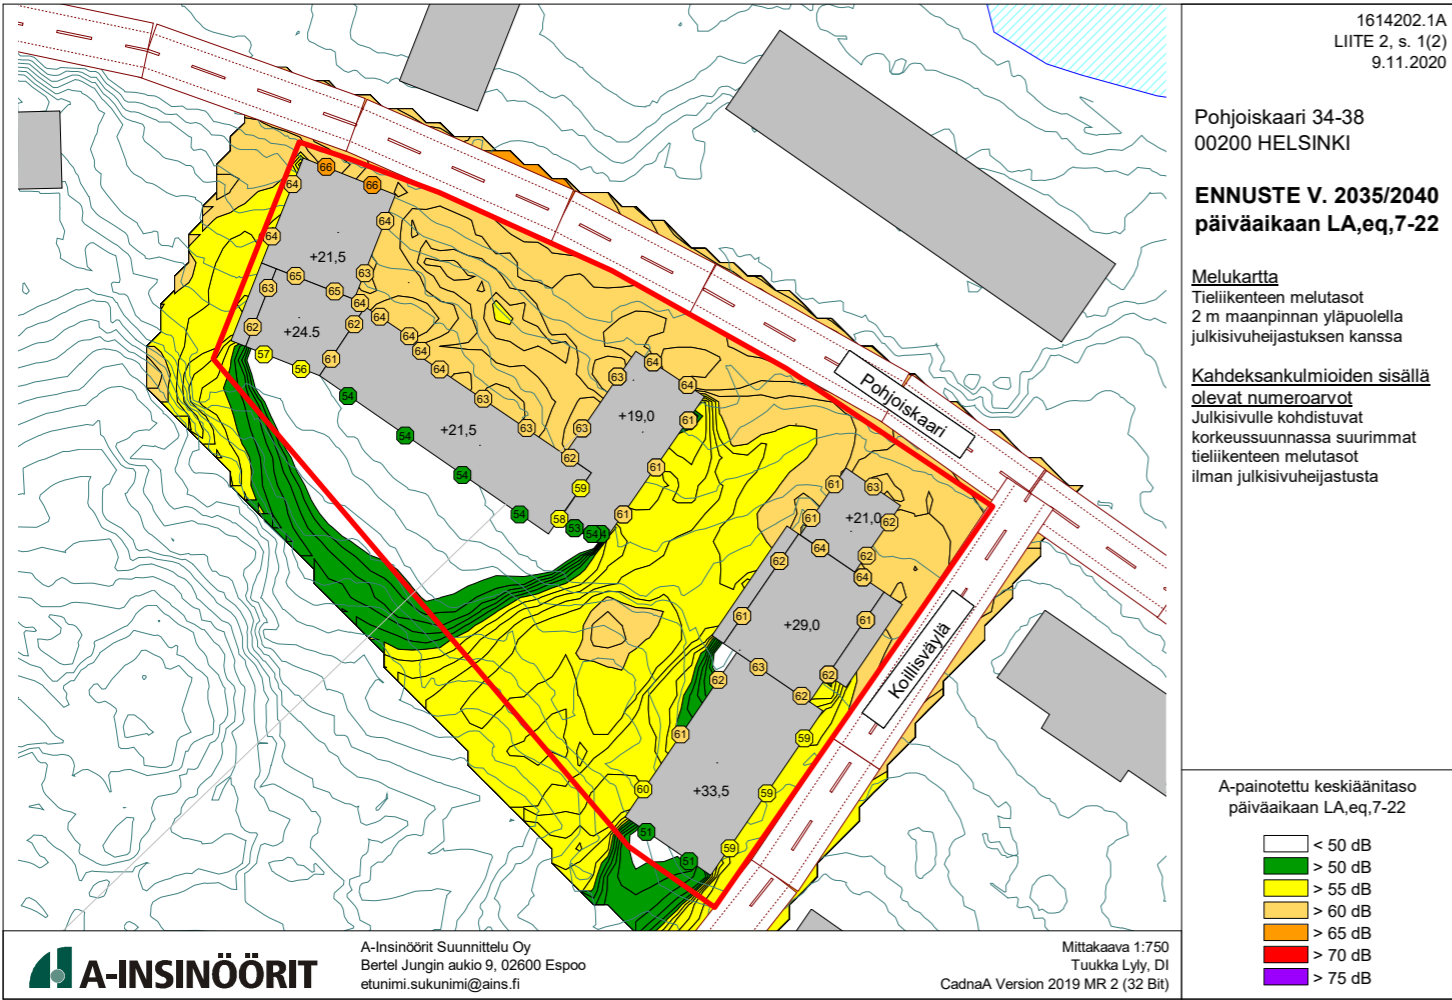 1614202.1A
LIITE 2, s. 1(2)
9.11.2020
Pohjoiskaari 34-38
00200 HELSINKI
ENNUSTE V. 2035/2040
päiväaikaan LA,eq,7-22
Melukartta
Tieliikenteen melutasot
2 m maanpinnan yläpuolella
julkisivuheijastuksen kanssa
Kahdeksankulmioiden sisällä
olevat numeroarvot
Julkisivulle kohdistuvat
korkeussuunnassa suurimmat
tieliikenteen melutasot
ilman julkisivuheijastusta
66
66
64
64
64
+21,5
63
65
65
63
64
64
62
62
+24.5
64
64
57
56
61
64
54
63
63
63
64
64
+19,0
61
63
62
54
+21,5
54
54
59
58
53
54
61
61
Pohjoiskaari
61
63
61
+21,0
62
62
64
64
62
61
+29,0
61
62
63
62
62
61
59
60
+33,5
59
51
51
59
Koillisväylä
A-painotettu keskiäänitaso
päiväaikaan LA,eq,7-22
< 50 dB
> 50 dB
> 55 dB
> 60 dB
> 65 dB
> 70 dB
> 75 dB
A-INSINÖÖRIT
A-Insinöörit Suunnittelu Oy
Bertel Jungin aukio 9, 02600 Espoo
etunimi.sukunimi@ains.fi
Mittakaava 1:750
Tuukka Lyly, DI
CadnaA Version 2019 MR 2 (32 Bit)